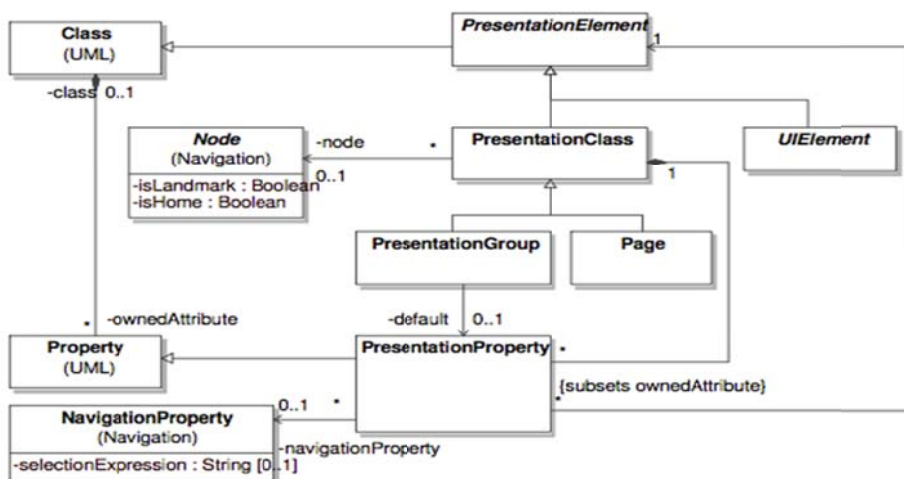 Class
(UML)
PresentationElement
1
-class 0..1
Node
(Navigation)
-isLandmark : Boolean
-isHome : Boolean
-node
*
0..1
PresentationClass
1
UIElement
PresentationGroup
Page
*
-ownedAttribute
-default
0..1
Property
(UML)
PresentationProperty
*
{subsets ownedAttribute}
*
0..1
*
NavigationProperty
(Navigation)
-selectionExpression : String [0..1]
-navigationProperty